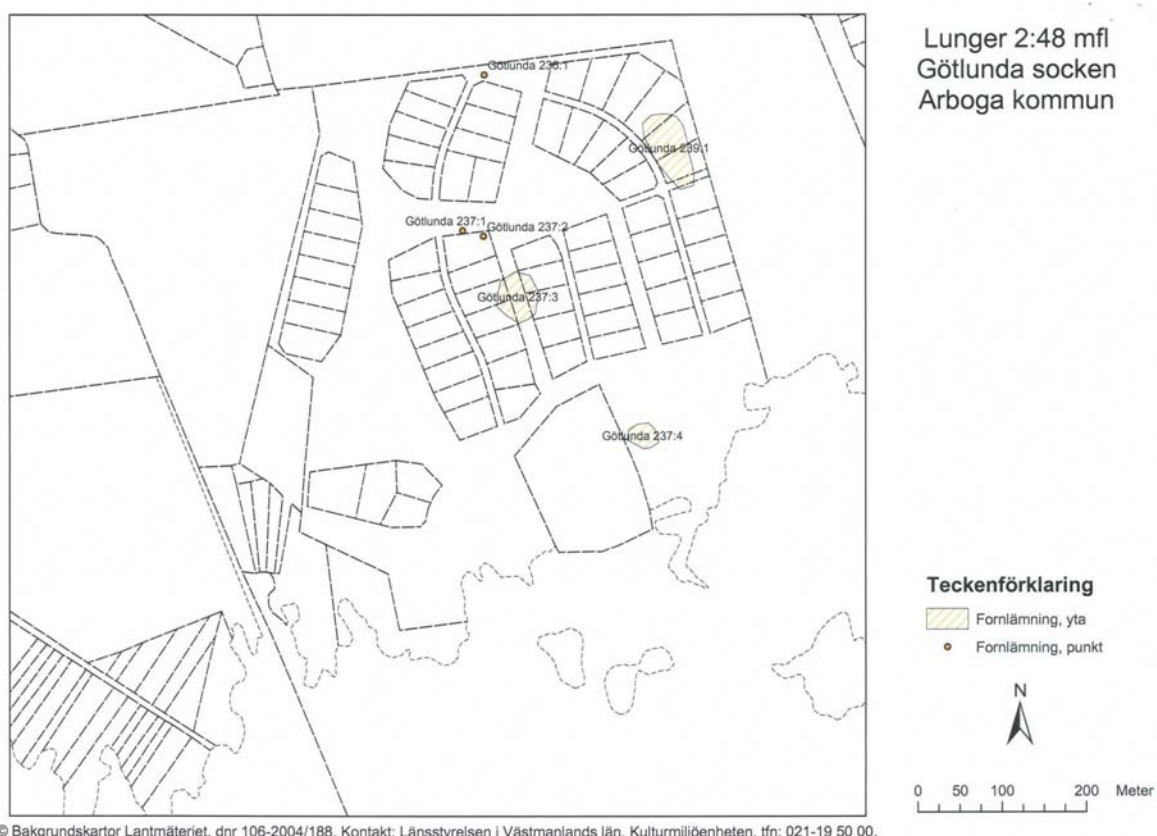 Lunger 2:48 mfl
Götlunda socken
Arboga kommun
Götlunda 236:1
Götlunda 239:1
Götlunda 237:1
Götlunda 237:2
Götlunda 237:3
Götlunda 237:4
Teckenförklaring
Fornlämning, yta
Fornlämning, punkt
N
0 50 100 200 Meter
© Bakgrundskartor Lantmäteriet, dnr 106-2004/188. Kontakt: Länsstyrelsen i Västmanlands län, Kulturmiljöenheten, tfn: 021-19 50 00.